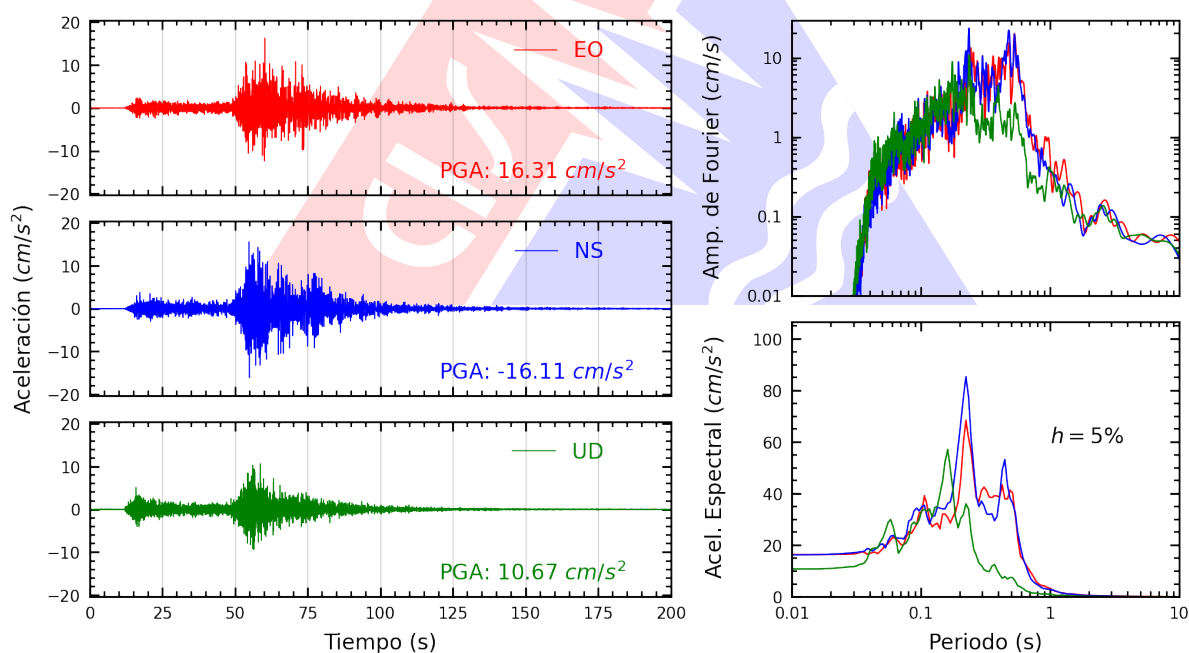 Aceleración (cm/s²)
20
10
0
−10
−20
EO
PGA: 16.31 cm/s²
20
10
0
−10
−20
NS
PGA: -16.11 cm/s²
20
10
0
−10
−20
UD
PGA: 10.67 cm/s²
0 25 50 75 100 125 150 175 200
Tiempo (s)
Amp. de Fourier (cm/s)
10
1
0.1
0.01
Acel. Espectral (cm/s²)
100
80
60
40
20
0
h = 5%
0.01 0.1 1 10
Periodo (s)